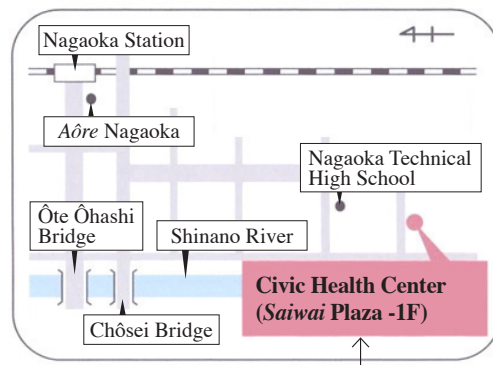 Nagaoka Station
Aôre Nagaoka
Nagaoka Technical
High School
Ôte Ôhashi
Bridge
Shinano River
Civic Health Center
(Saiwai Plaza -1F)
Chôsei Bridge